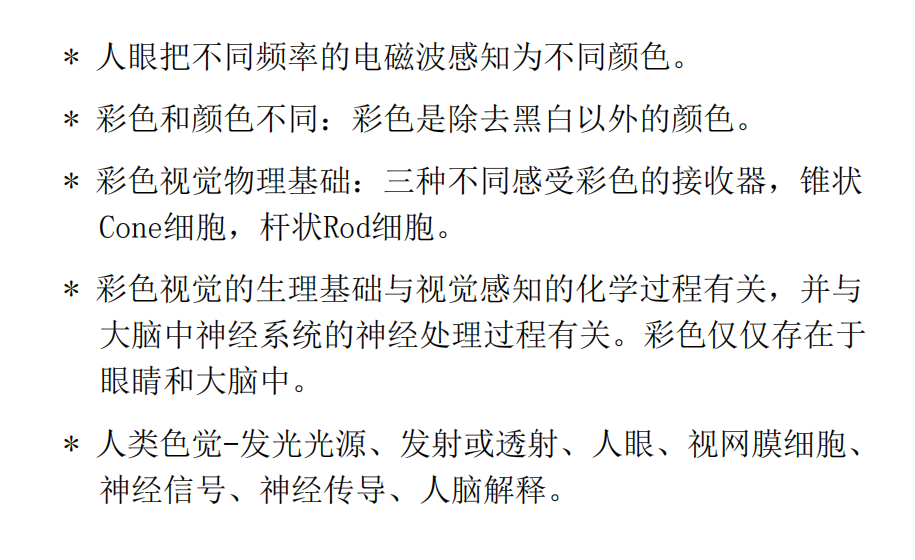 * 人眼把不同频率的电磁波感知为不同颜色。
* 彩色和颜色不同：彩色是除去黑白以外的颜色。
* 彩色视觉物理基础：三种不同感受彩色的接收器，锥状
Cone细胞，杆状Rod细胞。
* 彩色视觉的生理基础与视觉感知的化学过程有关，并与
大脑中神经系统的神经处理过程有关。彩色仅仅存在于
眼睛和大脑中。
* 人类色觉-发光光源、发射或透射、人眼、视网膜细胞、
神经信号、神经传导、人脑解释。